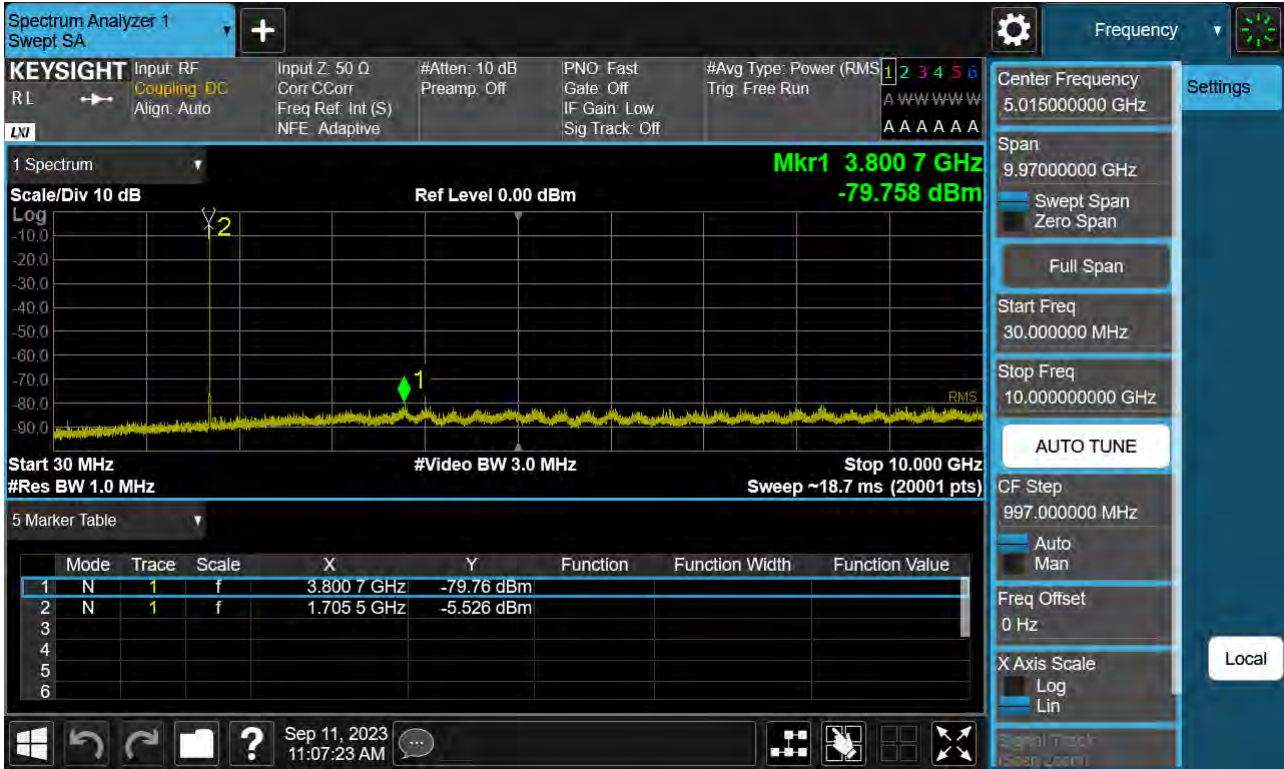 Spectrum Analyzer 1
Swept SA
Frequency
KEYSIGHT
RL
LXI
Input: RF
Coupling: DC
Align: Auto
Input Z: 50 Ω
Corr CCorr
Freq Ref: Int (S)
NFE: Adaptive
#Atten: 10 dB
Preamp: Off
PNO: Fast
Gate: Off
IF Gain: Low
Sig Track: Off
#Avg Type: Power (RMS
Trig: Free Run
1 2 3 4 5 6
A W W W W W
A A A A A A
1 Spectrum
Mkr1 3.800 7 GHz
-79.758 dBm
Scale/Div 10 dB
Ref Level 0.00 dBm
Log
2
-10.0
-20.0
-30.0
-40.0
-50.0
-60.0
-70.0
-80.0
-90.0
1
RMS
Start 30 MHz
#Video BW 3.0 MHz
Stop 10.000 GHz
#Res BW 1.0 MHz
Sweep ~18.7 ms (20001 pts)
5 Marker Table
Mode Trace Scale X Y Function Function Width Function Value
1 N 1 f 3.800 7 GHz -79.76 dBm
2 N 1 f 1.705 5 GHz -5.526 dBm
3
4
5
6
Sep 11, 2023
11:07:23 AM
Center Frequency
5.015000000 GHz
Span
9.97000000 GHz
Swept Span
Zero Span
Full Span
Start Freq
30.000000 MHz
Stop Freq
10.000000000 GHz
AUTO TUNE
CF Step
997.000000 MHz
Auto
Man
Freq Offset
0 Hz
X Axis Scale
Log
Lin
Signal Track
(Span Zoom)
Settings
Local